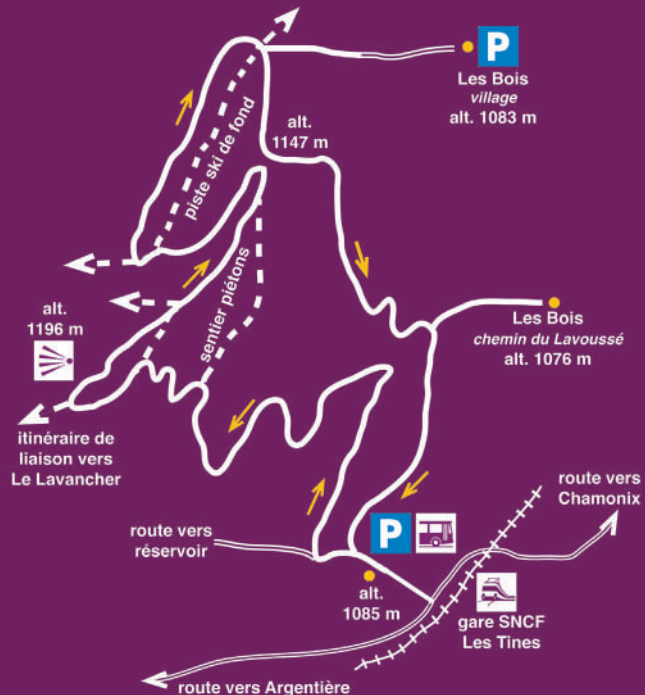 P
Les Bois
village
alt. 1083 m
alt.
1147 m
piste ski de fond
sentier piétons
alt.
1196 m
Les Bois
chemin du Lavoussé
alt. 1076 m
itinéraire de
liaison vers
Le Lavancher
route vers
Chamonix
route vers
réservoir
P
alt.
1085 m
gare SNCF
Les Tines
route vers Argentière